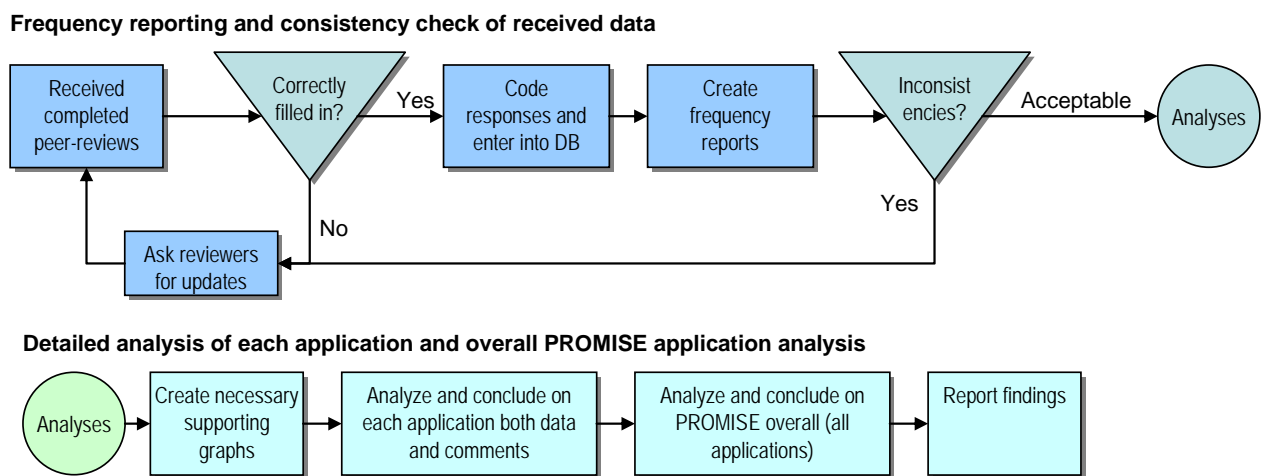 Frequency reporting and consistency check of received data
Received
completed
peer-reviews
Correctly
filled in?
Yes
Code
responses and
enter into DB
Create
frequency
reports
Inconsist
encies?
Acceptable
Analyses
No
Yes
Ask reviewers
for updates
Detailed analysis of each application and overall PROMISE application analysis
Analyses
Create necessary
supporting
graphs
Analyze and conclude on
each application both data
and comments
Analyze and conclude on
PROMISE overall (all
applications)
Report findings